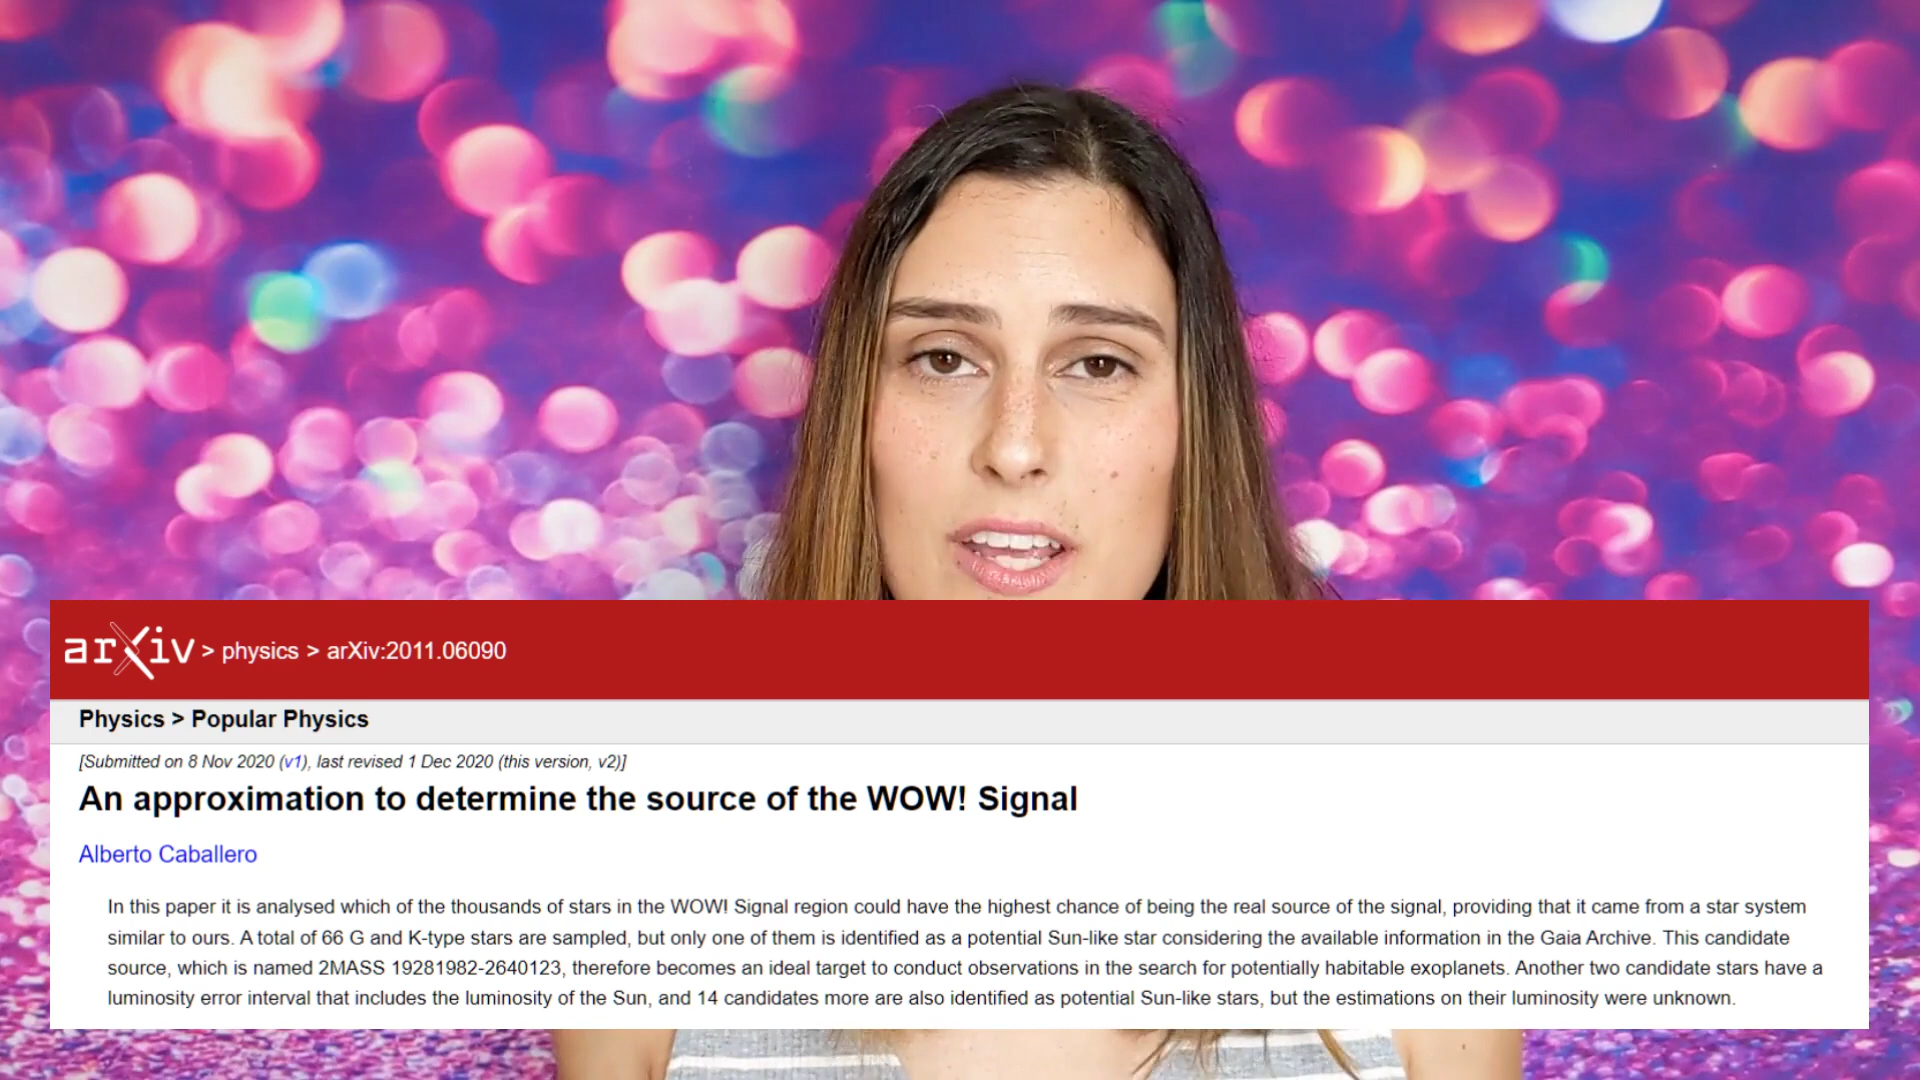 arXiv > physics > arXiv:2011.06090
Physics > Popular Physics
[Submitted on 8 Nov 2020 (v1), last revised 1 Dec 2020 (this version, v2)]
An approximation to determine the source of the WOW! Signal
Alberto Caballero
In this paper it is analysed which of the thousands of stars in the WOW! Signal region could have the highest chance of being the real source of the signal, providing that it came from a star system
similar to ours. A total of 66 G and K-type stars are sampled, but only one of them is identified as a potential Sun-like star considering the available information in the Gaia Archive. This candidate
source, which is named 2MASS 19281982-2640123, therefore becomes an ideal target to conduct observations in the search for potentially habitable exoplanets. Another two candidate stars have a
luminosity error interval that includes the luminosity of the Sun, and 14 candidates more are also identified as potential Sun-like stars, but the estimations on their luminosity were unknown.